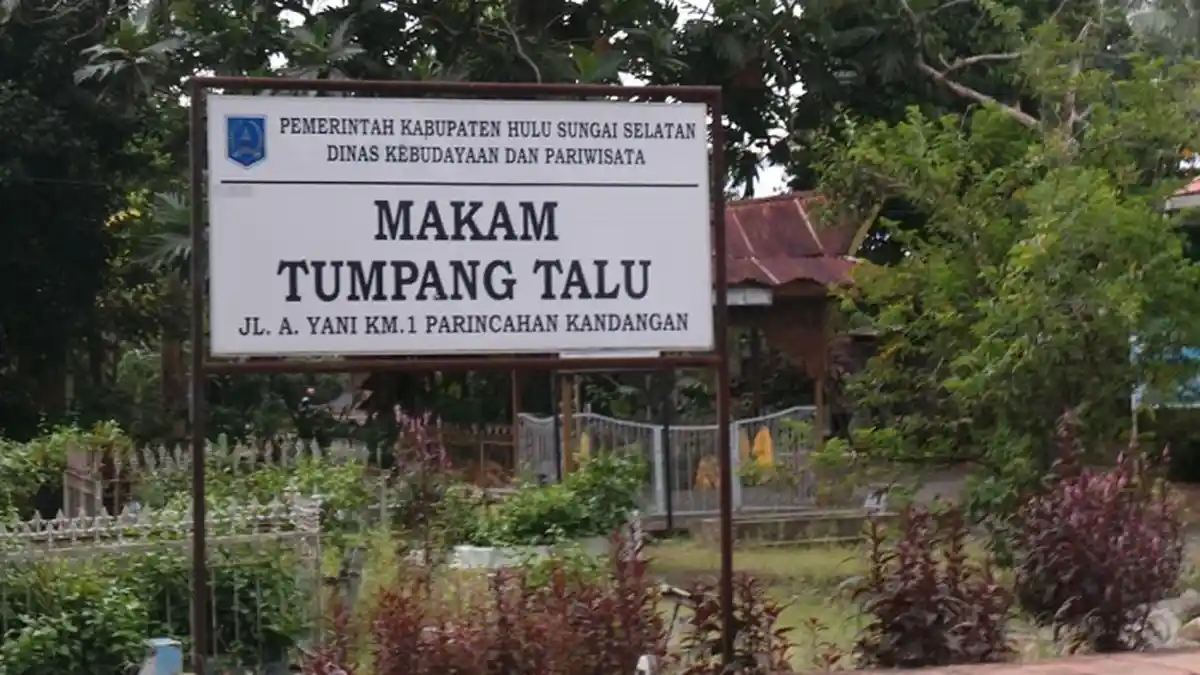 PEMERINTAH KABUPATEN HULU SUNGAI SELATAN
DINAS KEBUDAYAAN DAN PARIWISATA
MAKAM
TUMPANG TALU
JL. A. YANI KM.1 PARINCAHAN KANDANGAN